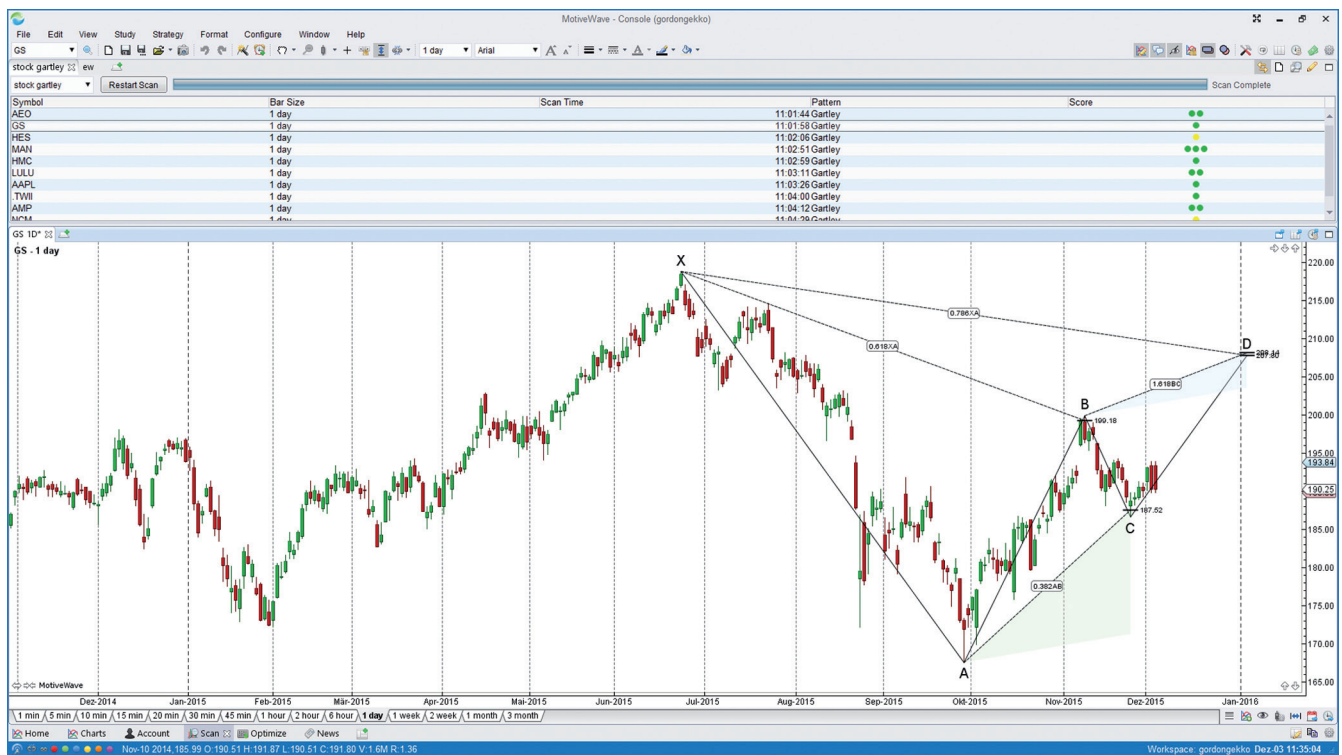 MotiveWave - Console (gordongekko)
File Edit View Study Strategy Format Configure Window Help
GS 1 day Arial
stock gartley ew
stock gartley Restart Scan Scan Complete
Symbol Bar Size Scan Time Pattern Score
AEO 1 day 11:01:44 Gartley
GS 1 day 11:01:58 Gartley
HES 1 day 11:02:06 Gartley
MAN 1 day 11:02:51 Gartley
HMC 1 day 11:02:59 Gartley
LULU 1 day 11:03:11 Gartley
AAPL 1 day 11:03:26 Gartley
.TWII 1 day 11:04:00 Gartley
AMP 1 day 11:04:12 Gartley
NCM 1 day 11:04:29 Gartley
GS 1D*
GS - 1 day
X
220.00
215.00
0.786XA
210.00
0.618XA
D
205.00
1.618BC
B
200.00
199.18
195.00
193.84
190.25
187.52
C
185.00
180.00
0.382AB
175.00
170.00
A
165.00
MotiveWave
Dez-2014 Jan-2015 Feb-2015 Mär-2015 Apr-2015 Mai-2015 Jun-2015 Jul-2015 Aug-2015 Sep-2015 Okt-2015 Nov-2015 Dez-2015 Jan-2016
1 min 5 min 10 min 15 min 20 min 30 min 45 min 1 hour 2 hour 6 hour 1 day 1 week 2 week 1 month 3 month
Home Charts Account Scan Optimize News
Nov-10 2014,185.99 O:190.51 H:191.87 L:190.51 C:191.80 V:1.6M R:1.36 Workspace: gordongekko Dez-03 11:35:04